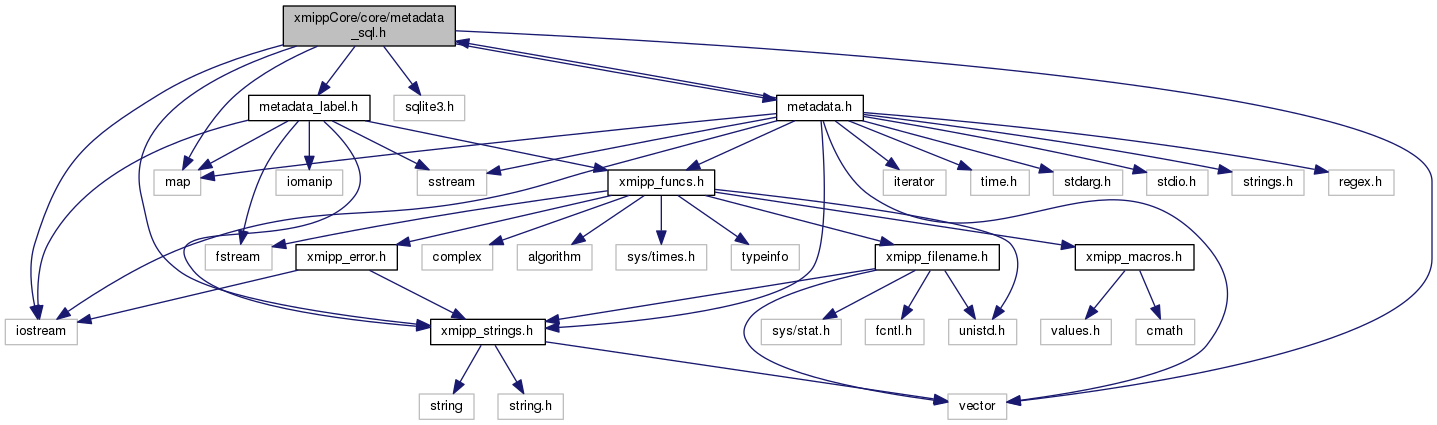 xmippCore/core/metadata
_sql.h
metadata_label.h
sqlite3.h
metadata.h
map
iomanip
sstream
xmipp_funcs.h
iterator
time.h
stdarg.h
stdio.h
strings.h
regex.h
fstream
xmipp_error.h
complex
algorithm
sys/times.h
typeinfo
xmipp_filename.h
xmipp_macros.h
iostream
xmipp_strings.h
sys/stat.h
fcntl.h
unistd.h
values.h
cmath
string
string.h
vector